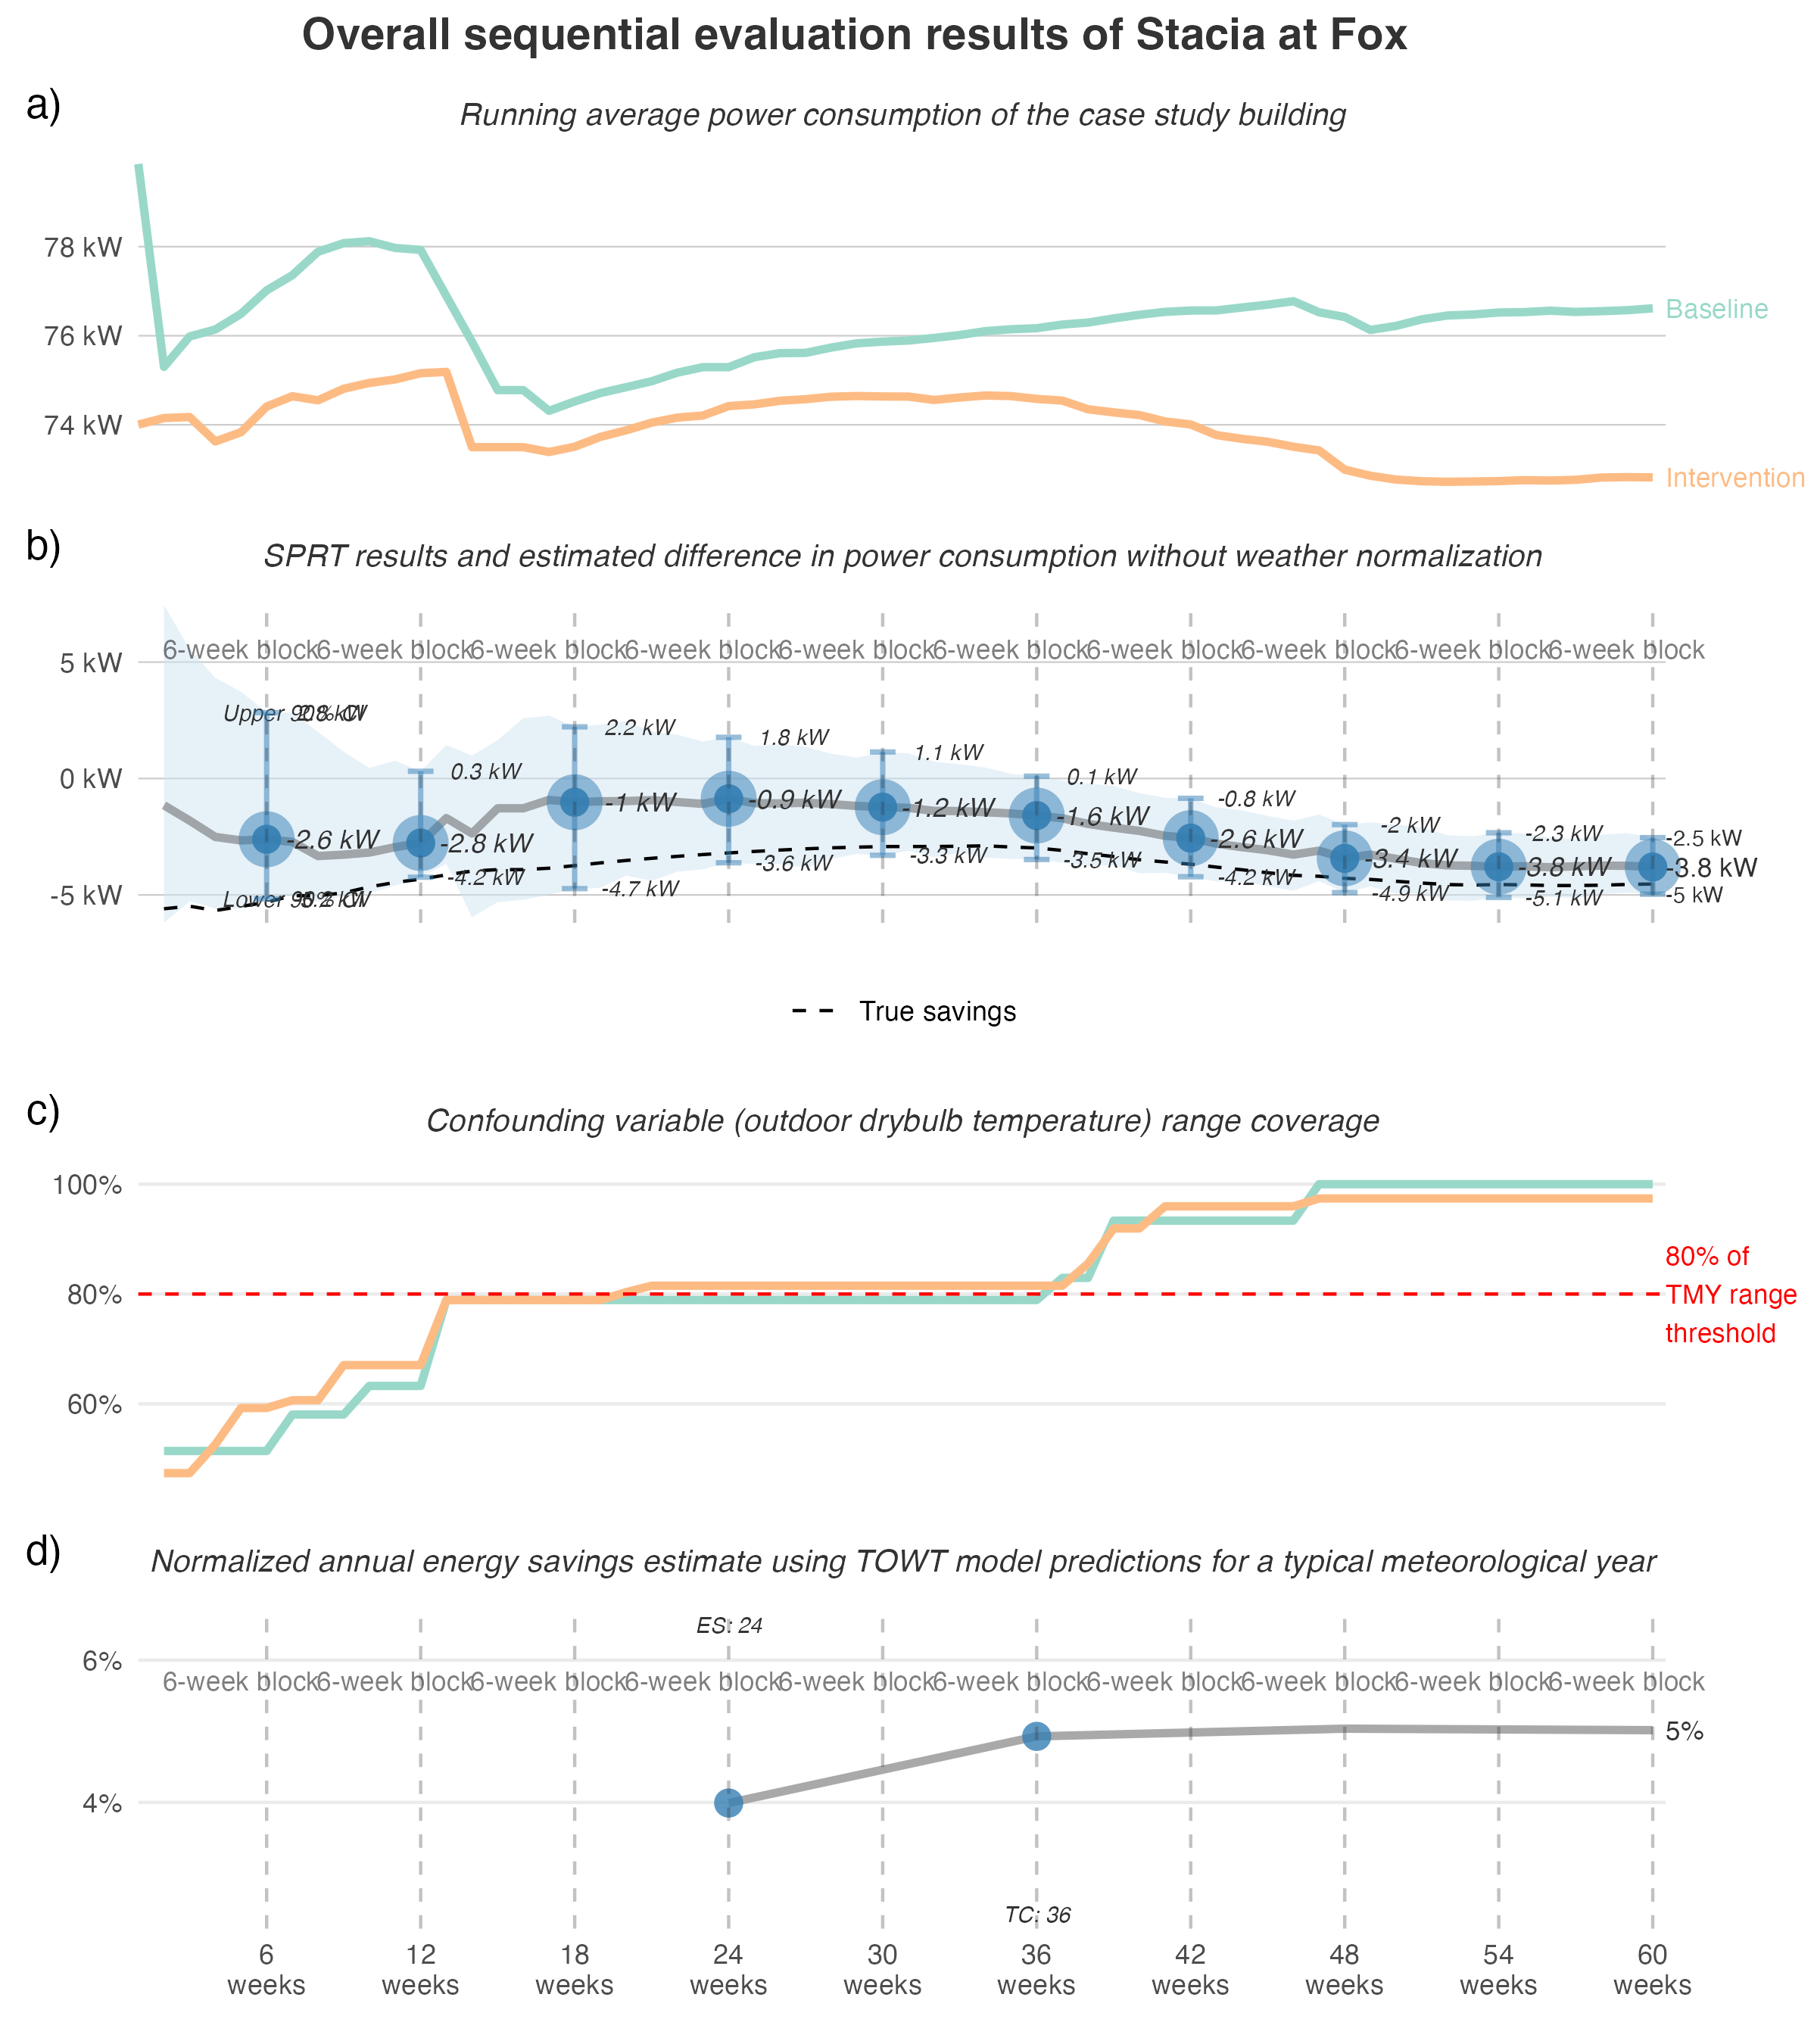 Overall sequential evaluation results of Stacia at Fox
a)
Running average power consumption of the case study building
78 kW
76 kW
74 kW
Baseline
Intervention
b)
SPRT results and estimated difference in power consumption without weather normalization
6-week block 6-week block 6-week block 6-week block 6-week block 6-week block 6-week block 6-week block 6-week block 6-week block
5 kW
0 kW
-5 kW
Upper 90% CI 2.8 kW
2.2 kW
1.8 kW
1.1 kW
0.3 kW
0.1 kW
-0.8 kW
-2 kW
-2.3 kW
-2.5 kW
-2.6 kW
-2.8 kW
-1 kW
-0.9 kW
-1.2 kW
-1.6 kW
-2.6 kW
-3.4 kW
-3.8 kW
-3.8 kW
Lower 90% CI
-4.2 kW
-4.7 kW
-3.6 kW
-3.3 kW
-3.5 kW
-4.2 kW
-4.9 kW
-5.1 kW
-5 kW
True savings
c)
Confounding variable (outdoor drybulb temperature) range coverage
100%
80%
60%
80% of
TMY range
threshold
d)
Normalized annual energy savings estimate using TOWT model predictions for a typical meteorological year
ES: 24
6%
6-week block 6-week block 6-week block 6-week block 6-week block 6-week block 6-week block 6-week block 6-week block 6-week block
5%
4%
TC: 36
6 12 18 24 30 36 42 48 54 60
weeks weeks weeks weeks weeks weeks weeks weeks weeks weeks